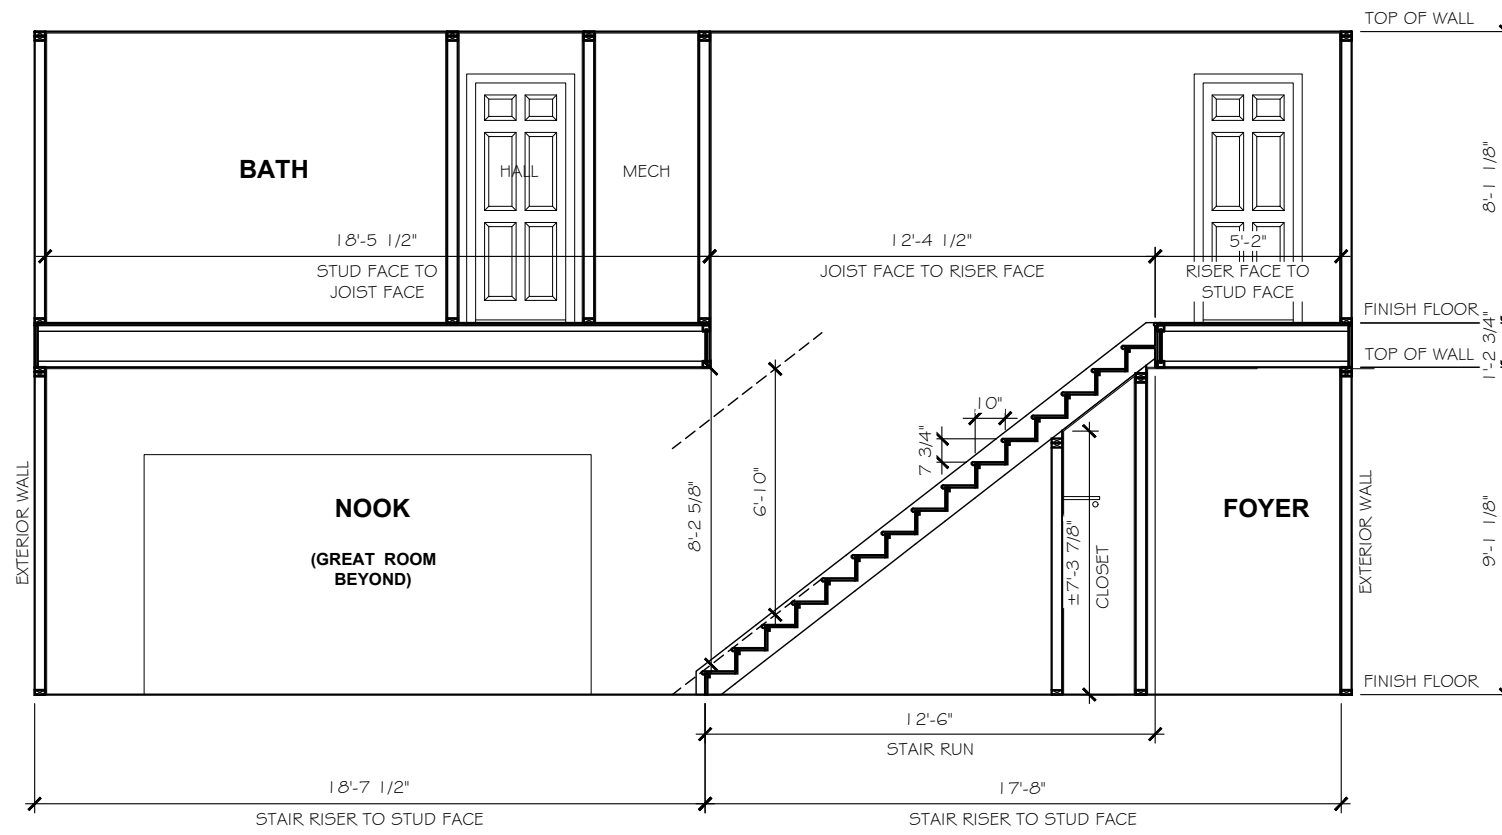 TOP OF WALL
8'-1 1/8"
BATH
HALL
MECH
18'-5 1/2"
STUD FACE TO
JOIST FACE
12'-4 1/2"
JOIST FACE TO RISER FACE
5'-2"
RISER FACE TO
STUD FACE
FINISH FLOOR
1'-2 3/4"
TOP OF WALL
10"
7 3/4"
6'-10"
8'-2 5/8"
EXTERIOR WALL
NOOK
(GREAT ROOM
BEYOND)
±7'-3 7/8"
CLOSET
FOYER
EXTERIOR WALL
9'-1 1/8"
FINISH FLOOR
12'-6"
STAIR RUN
18'-7 1/2"
STAIR RISER TO STUD FACE
17'-8"
STAIR RISER TO STUD FACE